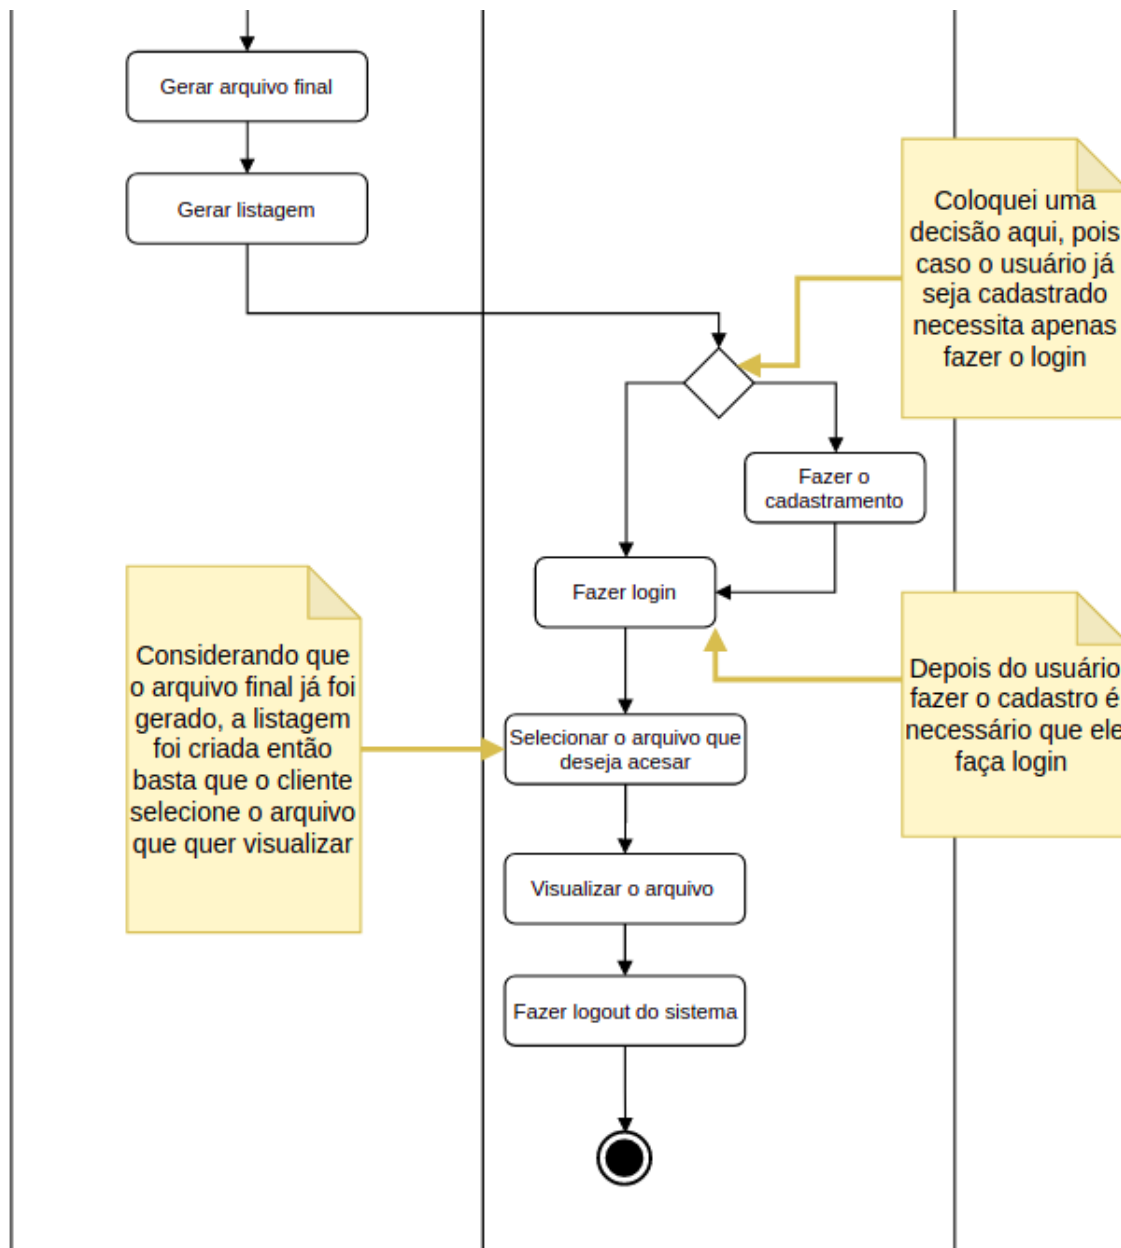 Gerar arquivo final
Gerar listagem
Coloquei uma
decisão aqui, pois
caso o usuário já
seja cadastrado
necessita apenas
fazer o login
Fazer o
cadastramento
Fazer login
Considerando que
o arquivo final já foi
gerado, a listagem
foi criada então
basta que o cliente
selecione o arquivo
que quer visualizar
Depois do usuário
fazer o cadastro é
necessário que ele
faça login
Selecionar o arquivo que
deseja acesar
Visualizar o arquivo
Fazer logout do sistema